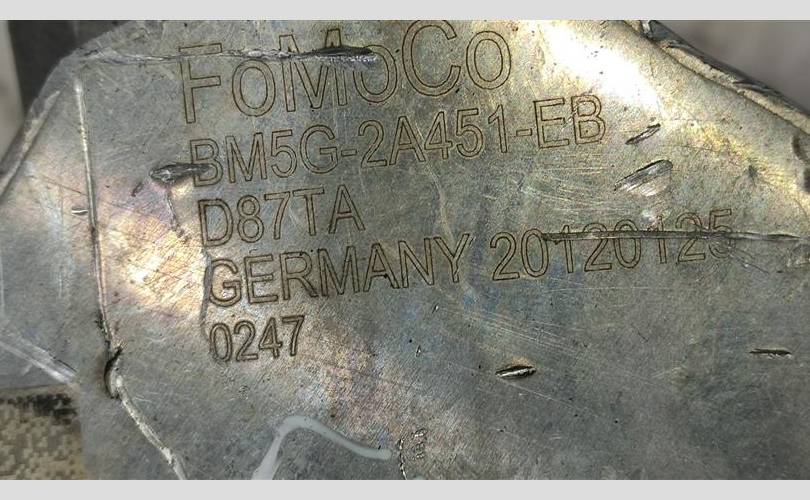 FoMoCo
BM5G-2A451-EB
D87TA
GERMANY 20120125
0247